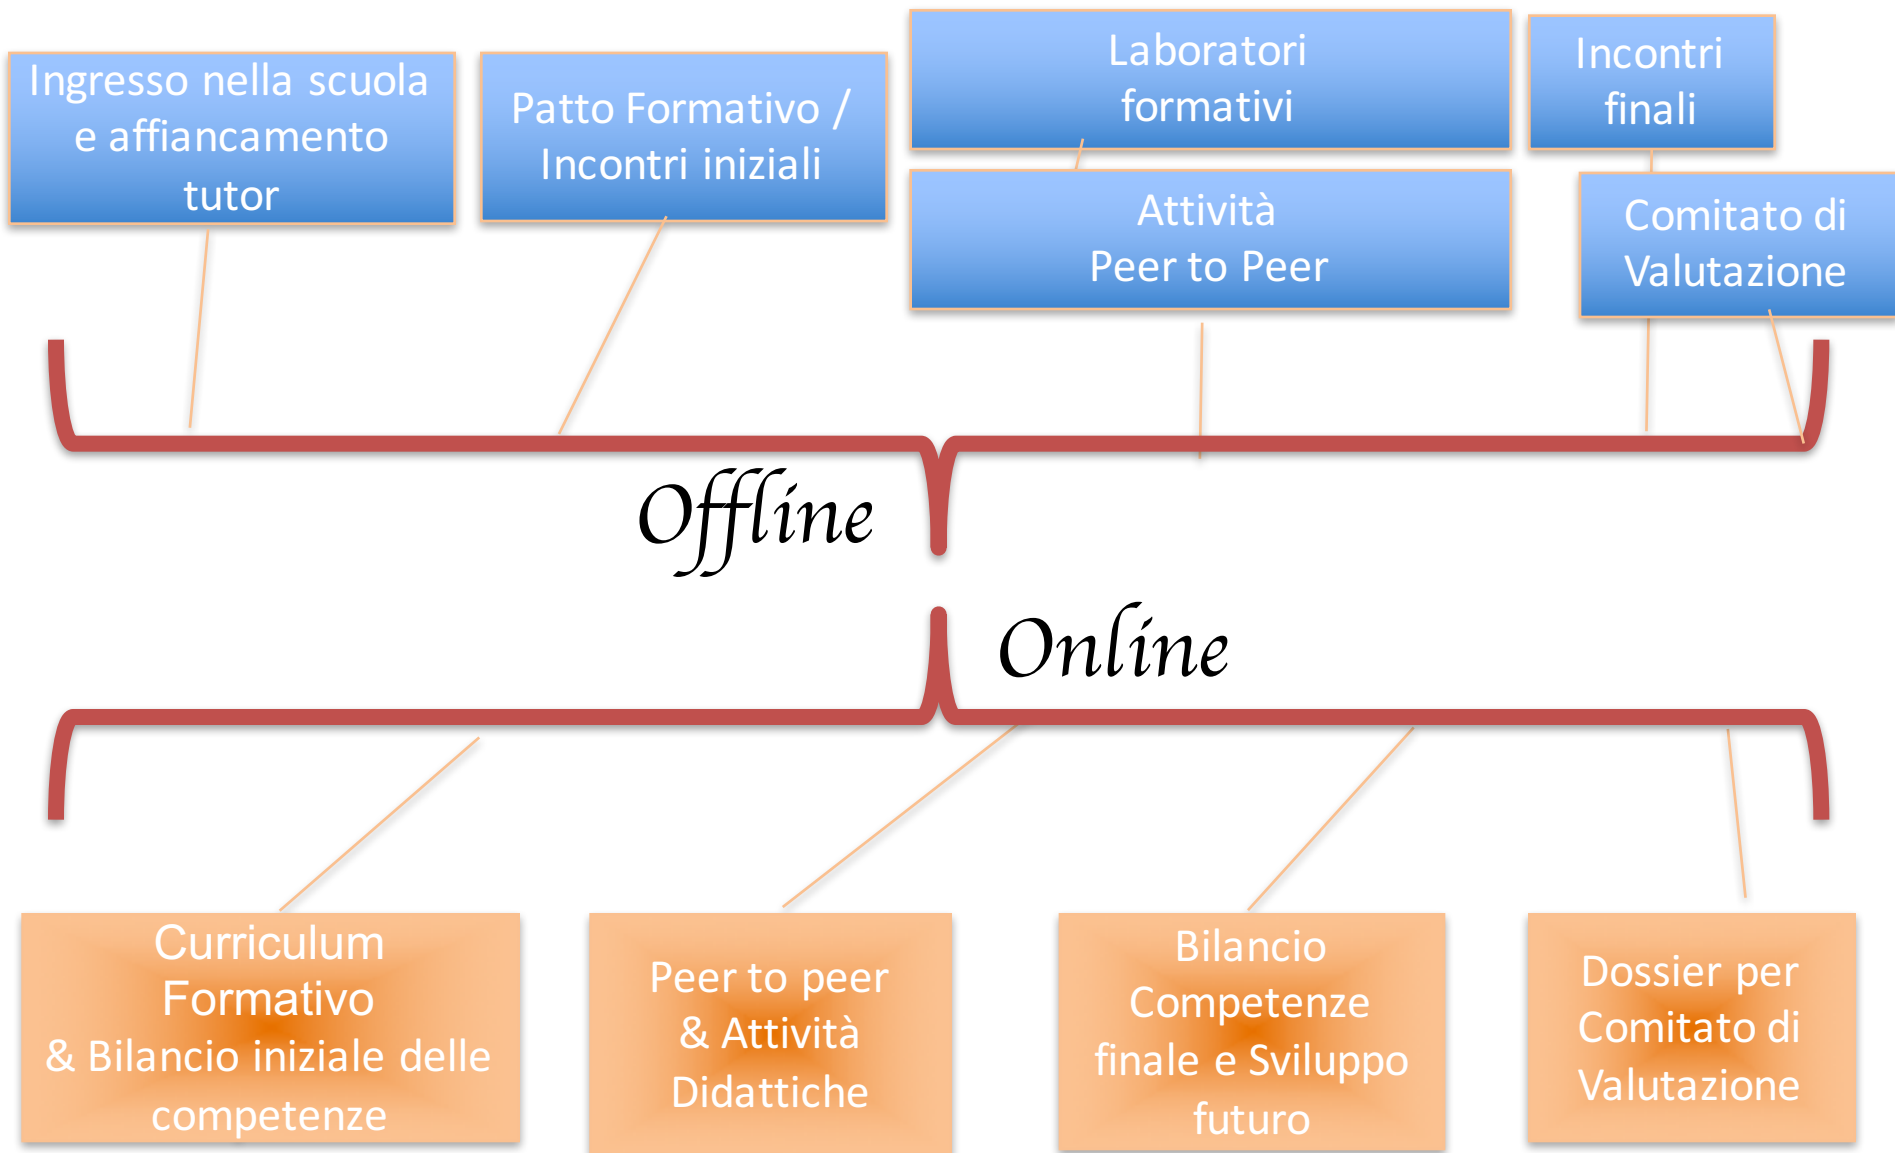 Ingresso nella scuola
e affiancamento
tutor
Patto Formativo /
Incontri iniziali
Laboratori
formativi
Incontri
finali
Attività
Peer to Peer
Comitato di
Valutazione
Offline
Online
Curriculum
Formativo
& Bilancio iniziale delle
competenze
Peer to peer
& Attività
Didattiche
Bilancio
Competenze
finale e Sviluppo
futuro
Dossier per
Comitato di
Valutazione